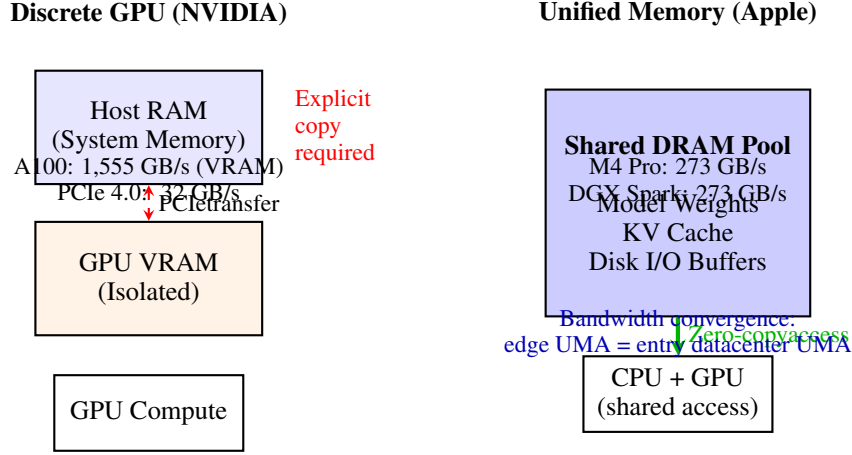 Discrete GPU (NVIDIA)
Host RAM
(System Memory)
A100: 1,555 GB/s (VRAM)
PCIe 4.0: 32 GB/s
Explicit
copy
required
PCIetransfer
GPU VRAM
(Isolated)
GPU Compute
Unified Memory (Apple)
Shared DRAM Pool
M4 Pro: 273 GB/s
DGX Spark: 273 GB/s
Model Weights
KV Cache
Disk I/O Buffers
Bandwidth convergence:
Zero-copyaccess
edge UMA = entry datacenter UMA
CPU + GPU
(shared access)